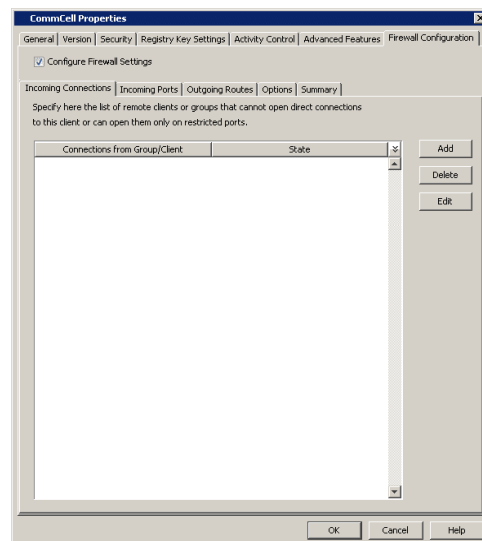 CommCell Properties
General Version Security Registry Key Settings Activity Control Advanced Features Firewall Configuration
Configure Firewall Settings
Incoming Connections Incoming Ports Outgoing Routes Options Summary
Specify here the list of remote clients or groups that cannot open direct connections
to this client or can open them only on restricted ports.
Connections from Group/Client State
Add
Delete
Edit
OK Cancel Help